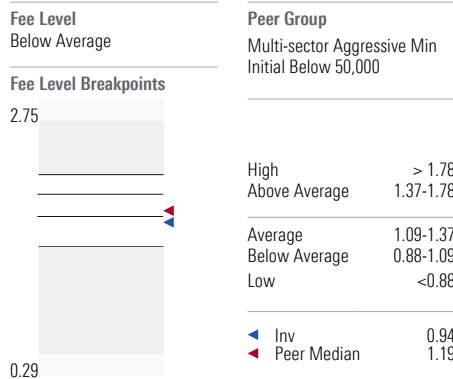 Fee Level
Below Average
Fee Level Breakpoints
2.75
0.29
Peer Group
Multi-sector Aggressive Min
Initial Below 50,000
High > 1.78
Above Average 1.37-1.78
Average 1.09-1.37
Below Average 0.88-1.09
Low <0.88
Inv 0.94
Peer Median 1.19